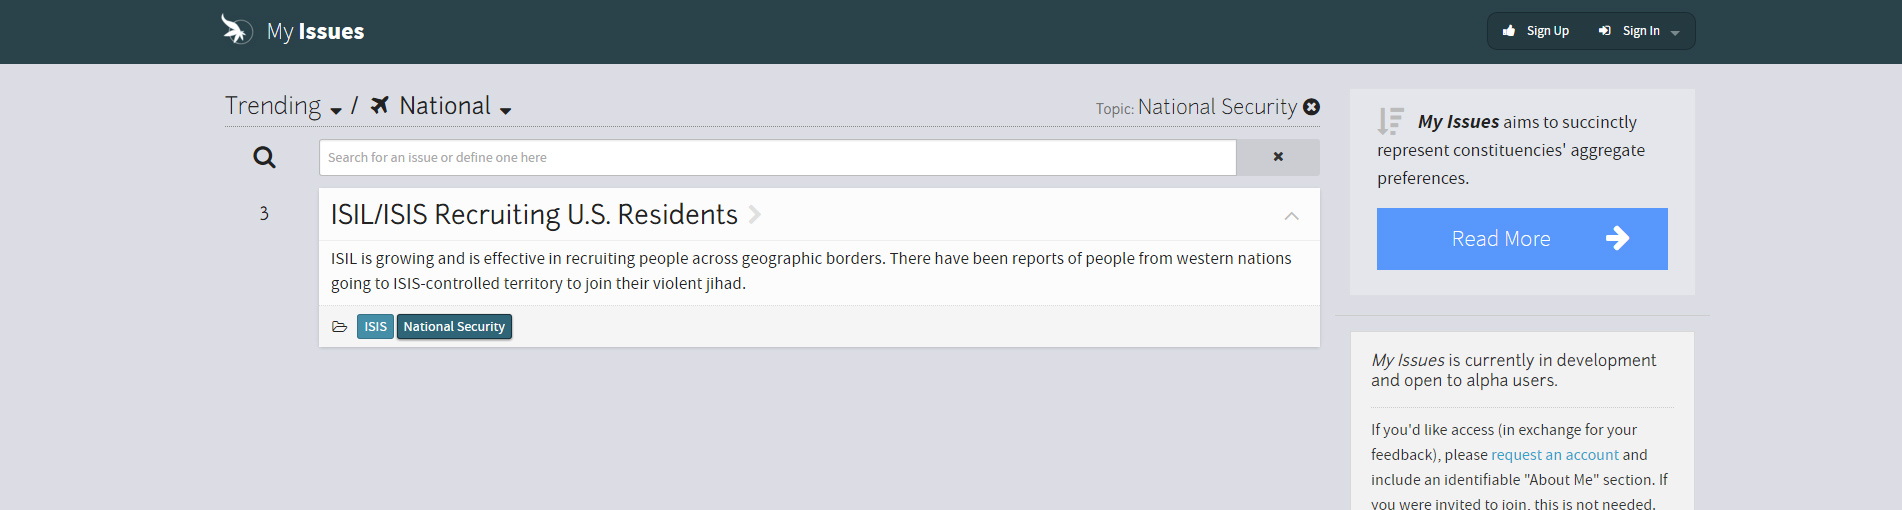 My Issues
Sign Up
Sign In
Trending / National
Topic: National Security
Search for an issue or define one here
3
ISIL/ISIS Recruiting U.S. Residents
ISIL is growing and is effective in recruiting people across geographic borders. There have been reports of people from western nations
going to ISIS-controlled territory to join their violent jihad.
ISIS
National Security
My Issues aims to succinctly
represent constituencies' aggregate
preferences.
Read More
My Issues is currently in development
and open to alpha users.
If you'd like access (in exchange for your
feedback), please request an account and
include an identifiable "About Me" section. If
you were invited to join, this is not needed.